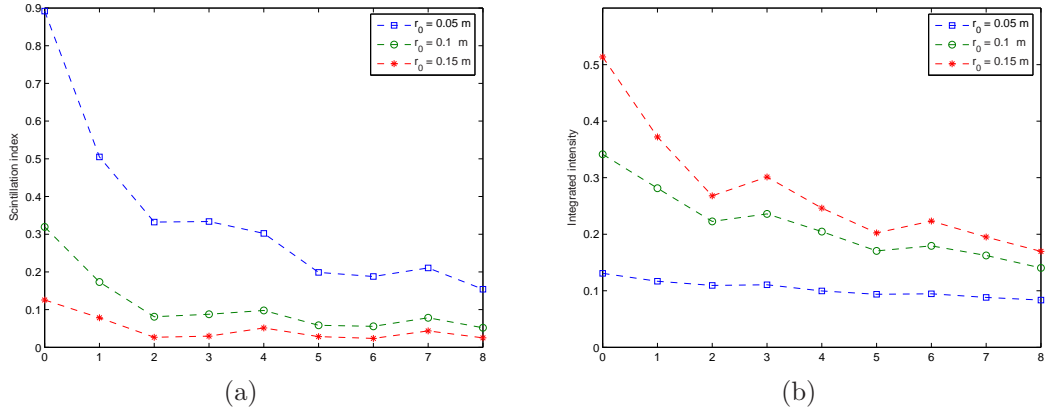 0.9
0.8
0.7
0.6
0.5
0.4
0.3
0.2
0.1
0
Scintillation index
0 1 2 3 4 5 6 7 8
r0 = 0.05 m
r0 = 0.1 m
r0 = 0.15 m
(a)
0.5
0.4
0.3
0.2
0.1
0
Integrated intensity
0 1 2 3 4 5 6 7 8
r0 = 0.05 m
r0 = 0.1 m
r0 = 0.15 m
(b)